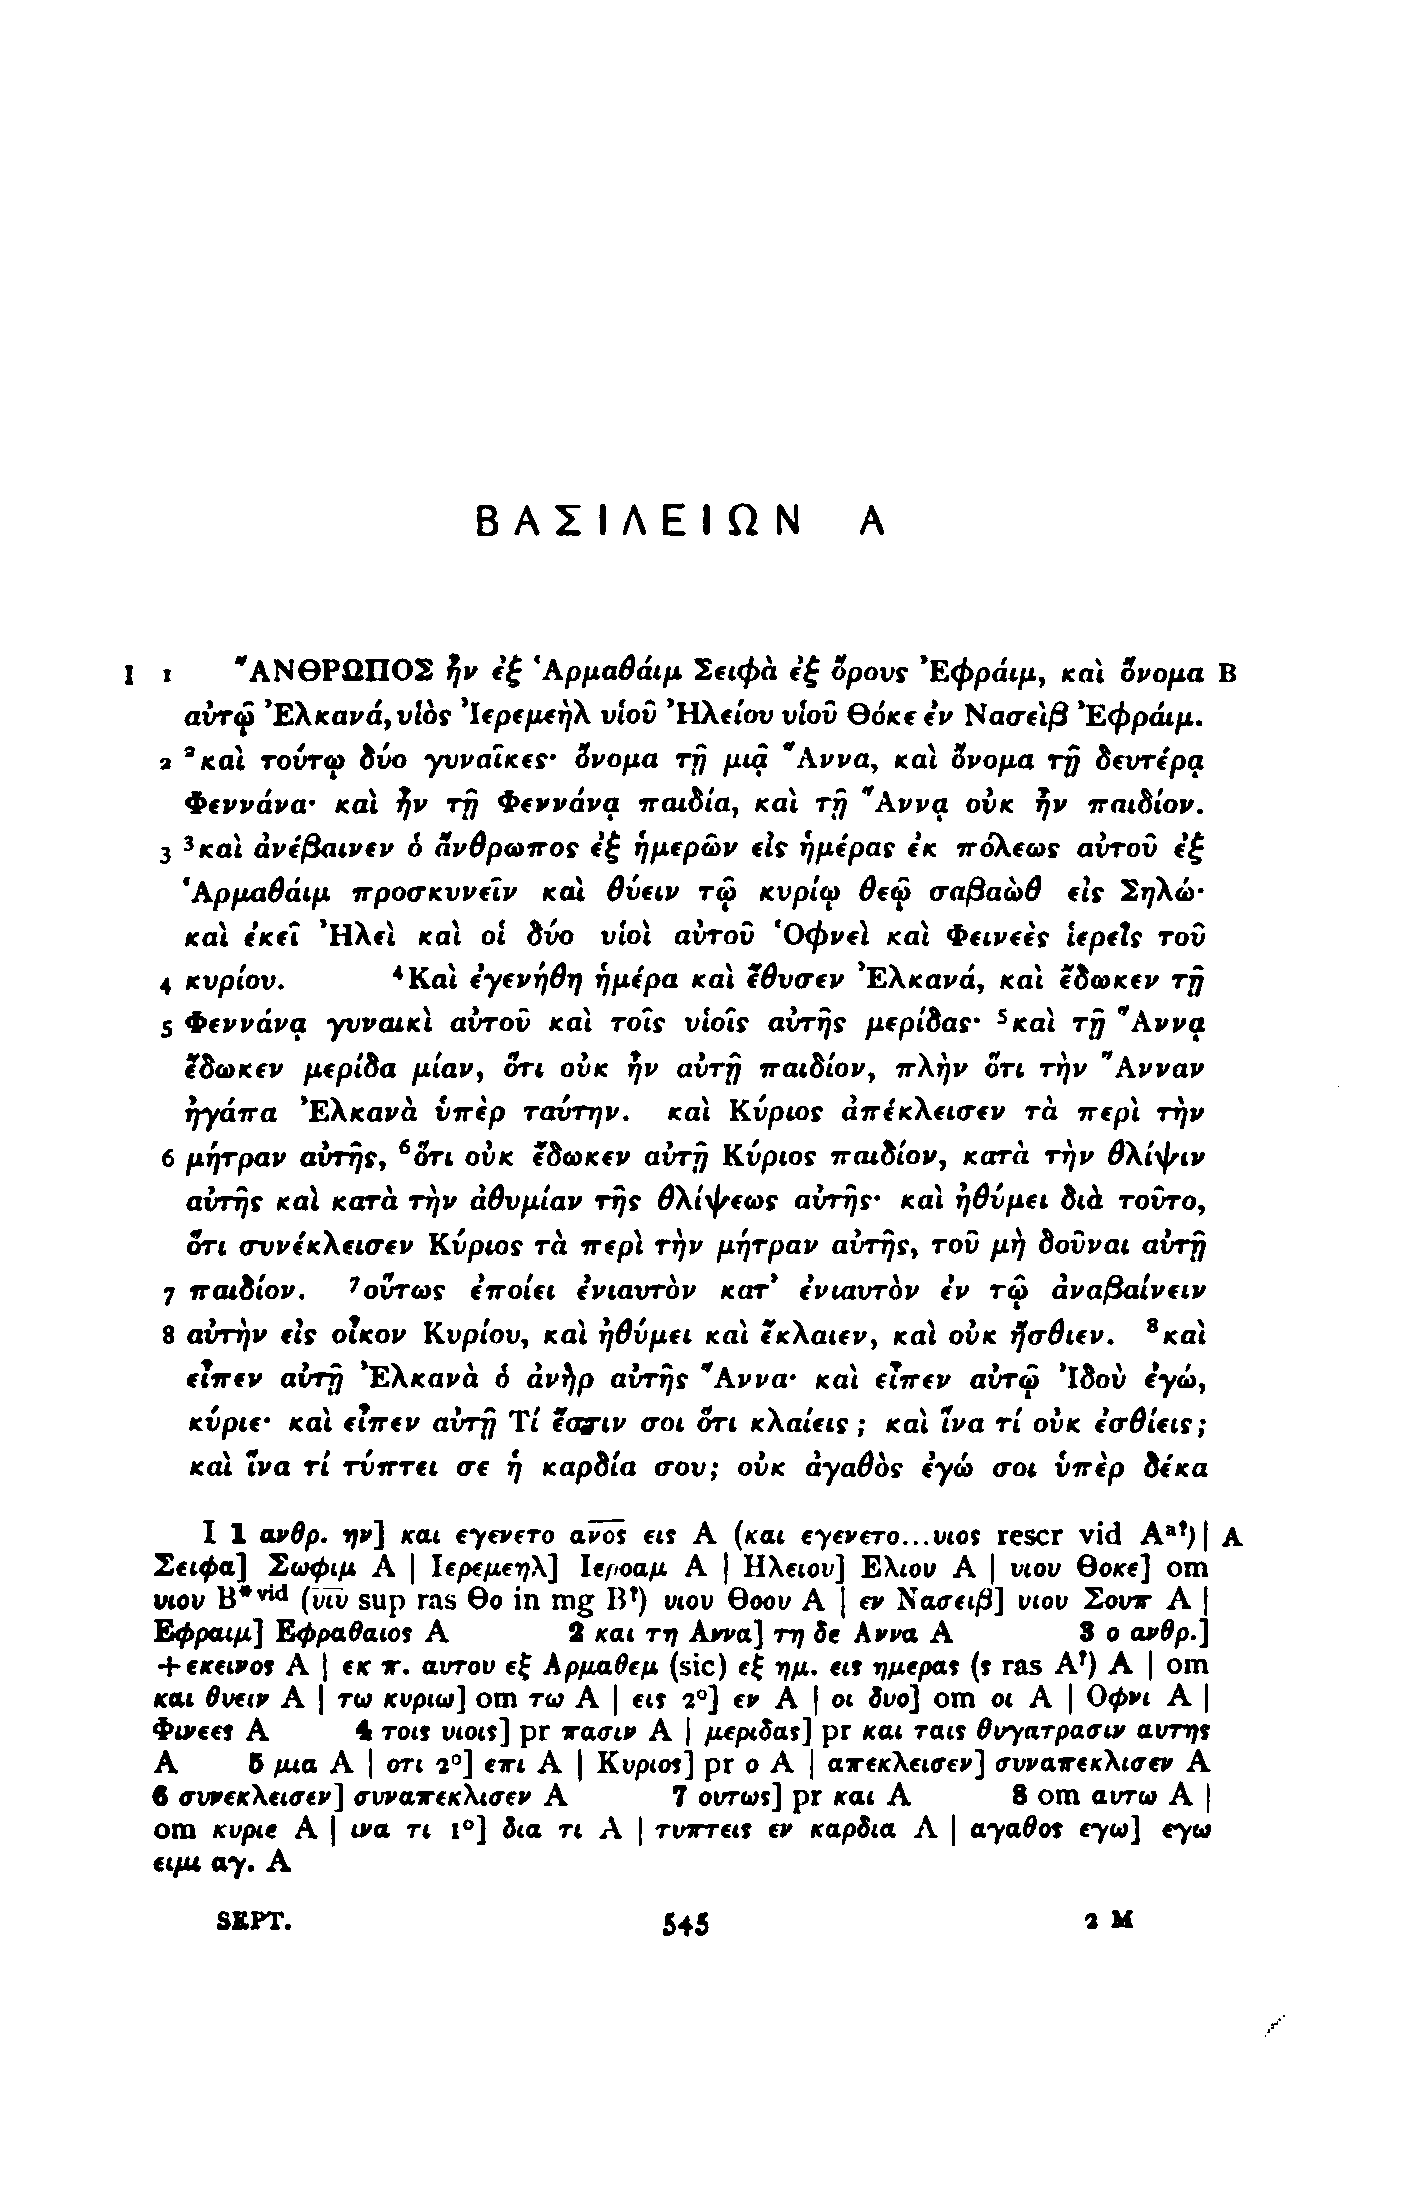 ΒΑΣΙΛΕΙΩΝ Α
I 1 ῎ΑΝΘΡΩΠΟΣ ἦν ἐξ Ἁρμαθάιμ Σειφὰ ἐξ ὄρους Ἐφράιμ, καὶ ὄνομα B
αὐτῷ Ἐλκανά, υἱὸς Ἰερεμεὴλ υἱοῦ Ἠλείου υἱοῦ Θόκε ἐν Νασεὶβ Ἐφράιμ.
2 ²καὶ τούτῳ δύο γυναῖκες· ὄνομα τῇ μιᾷ Ἄννα, καὶ ὄνομα τῇ δευτέρᾳ
Φεννάνα· καὶ ἦν τῇ Φεννάνᾳ παιδία, καὶ τῇ Ἄννᾳ οὐκ ἦν παιδίον.
3 ³καὶ ἀνέβαινεν ὁ ἄνθρωπος ἐξ ἡμερῶν εἰς ἡμέρας ἐκ πόλεως αὐτοῦ ἐξ
Ἁρμαθάιμ προσκυνεῖν καὶ θύειν τῷ κυρίῳ θεῷ σαβαὼθ εἰς Σηλώ·
καὶ ἐκεῖ Ἠλεὶ καὶ οἱ δύο υἱοὶ αὐτοῦ Ὁφνεὶ καὶ Φεινεὲς ἱερεῖς τοῦ
4 κυρίου. ⁴Καὶ ἐγενήθη ἡμέρα καὶ ἔθυσεν Ἐλκανά, καὶ ἔδωκεν τῇ
5 Φεννάνᾳ γυναικὶ αὐτοῦ καὶ τοῖς υἱοῖς αὐτῆς μερίδας· ⁵καὶ τῇ Ἄννᾳ
ἔδωκεν μερίδα μίαν, ὅτι οὐκ ἦν αὐτῇ παιδίον, πλὴν ὅτι τὴν Ἄνναν
ἠγάπα Ἐλκανὰ ὑπὲρ ταύτην. καὶ Κύριος ἀπέκλεισεν τὰ περὶ τὴν
6 μήτραν αὐτῆς, ⁶ὅτι οὐκ ἔδωκεν αὐτῇ Κύριος παιδίον, κατὰ τὴν θλίψιν
αὐτῆς καὶ κατὰ τὴν ἀθυμίαν τῆς θλίψεως αὐτῆς· καὶ ἠθύμει διὰ τοῦτο,
ὅτι συνέκλεισεν Κύριος τὰ περὶ τὴν μήτραν αὐτῆς, τοῦ μὴ δοῦναι αὐτῇ
7 παιδίον. ⁷οὕτως ἐποίει ἐνιαυτὸν κατ’ ἐνιαυτὸν ἐν τῷ ἀναβαίνειν
8 αὐτὴν εἰς οἶκον Κυρίου, καὶ ἠθύμει καὶ ἔκλαιεν, καὶ οὐκ ἤσθιεν. ⁸καὶ
εἶπεν αὐτῇ Ἐλκανὰ ὁ ἀνὴρ αὐτῆς Ἄννα· καὶ εἶπεν αὐτῷ Ἰδοὺ ἐγώ,
κύριε· καὶ εἶπεν αὐτῇ Τί ἔστιν σοι ὅτι κλαίεις; καὶ ἵνα τί οὐκ ἐσθίεις;
καὶ ἵνα τί τύπτει σε ἡ καρδία σου; οὐκ ἀγαθὸς ἐγώ σοι ὑπὲρ δέκα
I 1 ανθρ. ην] και εγενετο α̅ν̅ο̅ς̅ εις A (και εγενετο...υιος rescr vid Aᵃ?) | A
Σειφα] Σωφιμ A | Ιερεμεηλ] Ιεροαμ A | Ηλειου] Ελιου A | υιου Θοκε] om
υιου B*ᵛⁱᵈ (υ̅ι̅υ̅ sup ras Θο in mg B?) υιου Θοου A | εν Νασειβ] υιου Σουπ A |
Εφραιμ] Εφραθαιος A 2 και τη Αννα] τη δε Αννα A 3 ο ανθρ.]
+εκεινος A | εκ π. αυτου εξ Αρμαθεμ (sic) εξ ημ. εις ημερας (ς ras A?) A | om
και θυειν A | τω κυριω] om τω A | εις 2°] εν A | οι δυο] om οι A | Οφνι A |
Φινεες A 4 τοις υιοις] pr πασιν A | μεριδας] pr και ταις θυγατρασιν αυτης
A 5 μια A | οτι 2°] επι A | Κυριος] pr ο A | απεκλεισεν] συναπεκλισεν A
6 συνεκλεισεν] συναπεκλισεν A 7 ουτως] pr και A 8 om αυτω A |
om κυριε A | ινα τι 1°] δια τι A | τυπτεις εν καρδια A | αγαθος εγω] εγω
ειμι αγ. A
SEPT. 545 2 M